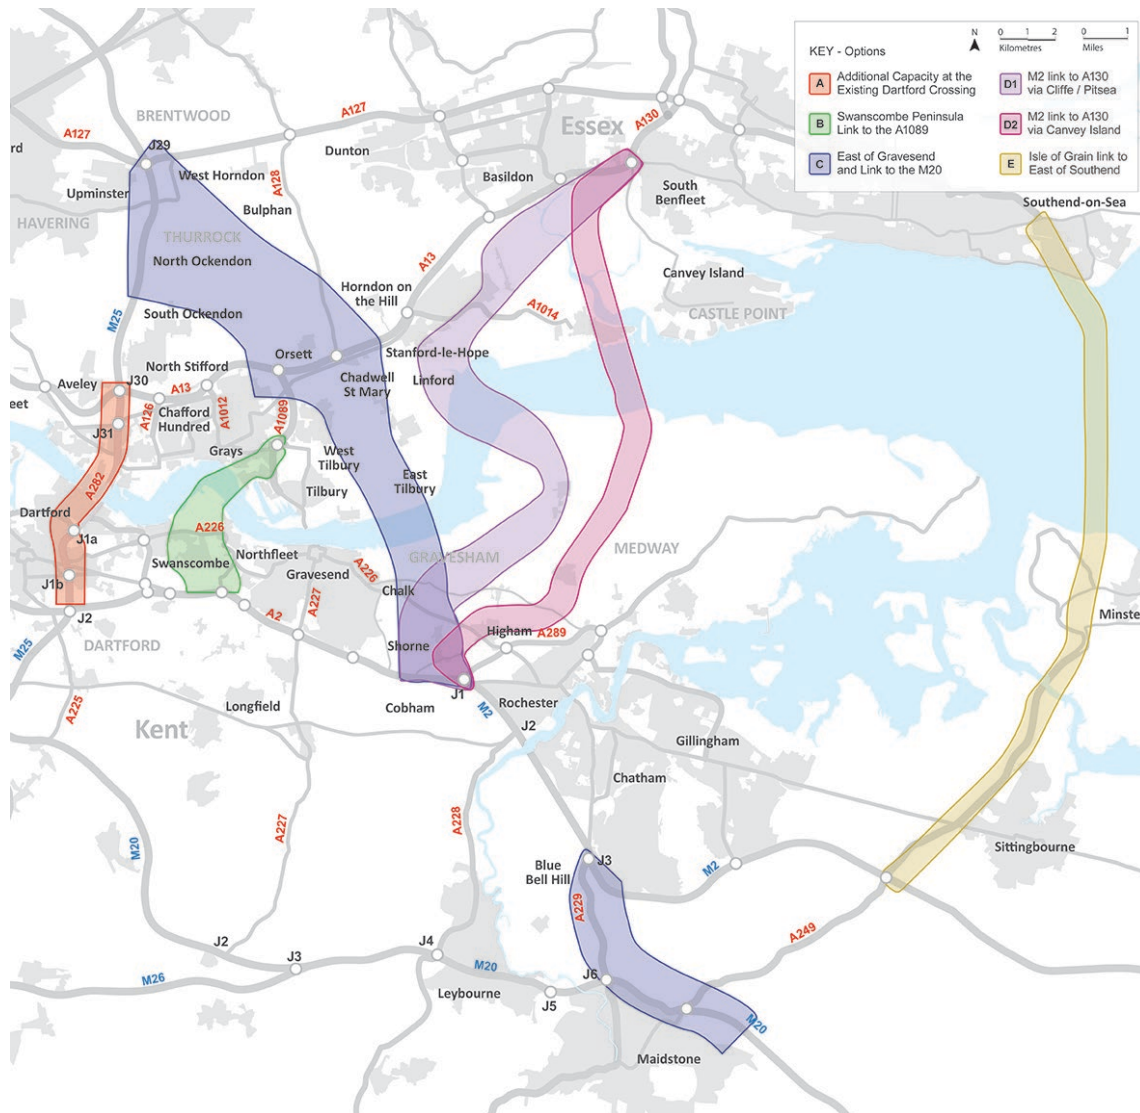 KEY - Options
N
0 1 2
Kilometres
0 1
Miles
A Additional Capacity at the
Existing Dartford Crossing
B Swanscombe Peninsula
Link to the A1089
C East of Gravesend
and Link to the M20
D1 M2 link to A130
via Cliffe / Pitsea
D2 M2 link to A130
via Canvey Island
E Isle of Grain link to
East of Southend
BRENTWOOD
A127
A127
A130
Essex
rd
J29
Dunton
West Horndon
A128
Basildon
Upminster
South
Benfleet
Southend-on-Sea
Bulphan
HAVERING
THURROCK
North Ockendon
A13
Canvey Island
Horndon on
the Hill
A1014
CASTLE POINT
M25
South Ockendon
Orsett
Stanford-le-Hope
North Stifford
Aveley
J30
A13
Chadwell
St Mary
Linford
eet
A126
Chafford
Hundred
A1012
A1089
J31
Grays
West
Tilbury
East
Tilbury
A282
Tilbury
Dartford
A226
J1a
Northfleet
GRAVESHAM
MEDWAY
Swanscombe
Gravesend
A226
J1b
Chalk
A227
J2
A2
Minste
Higham
A289
DARTFORD
Shorne
M25
J1
A225
Longfield
Cobham
M2
Rochester
J2
Kent
Gillingham
Chatham
A228
A227
M20
Sittingbourne
Blue
Bell Hill
J3
M2
A229
A249
J2
J4
J3
M20
J6
M26
Leybourne
J5
M20
Maidstone